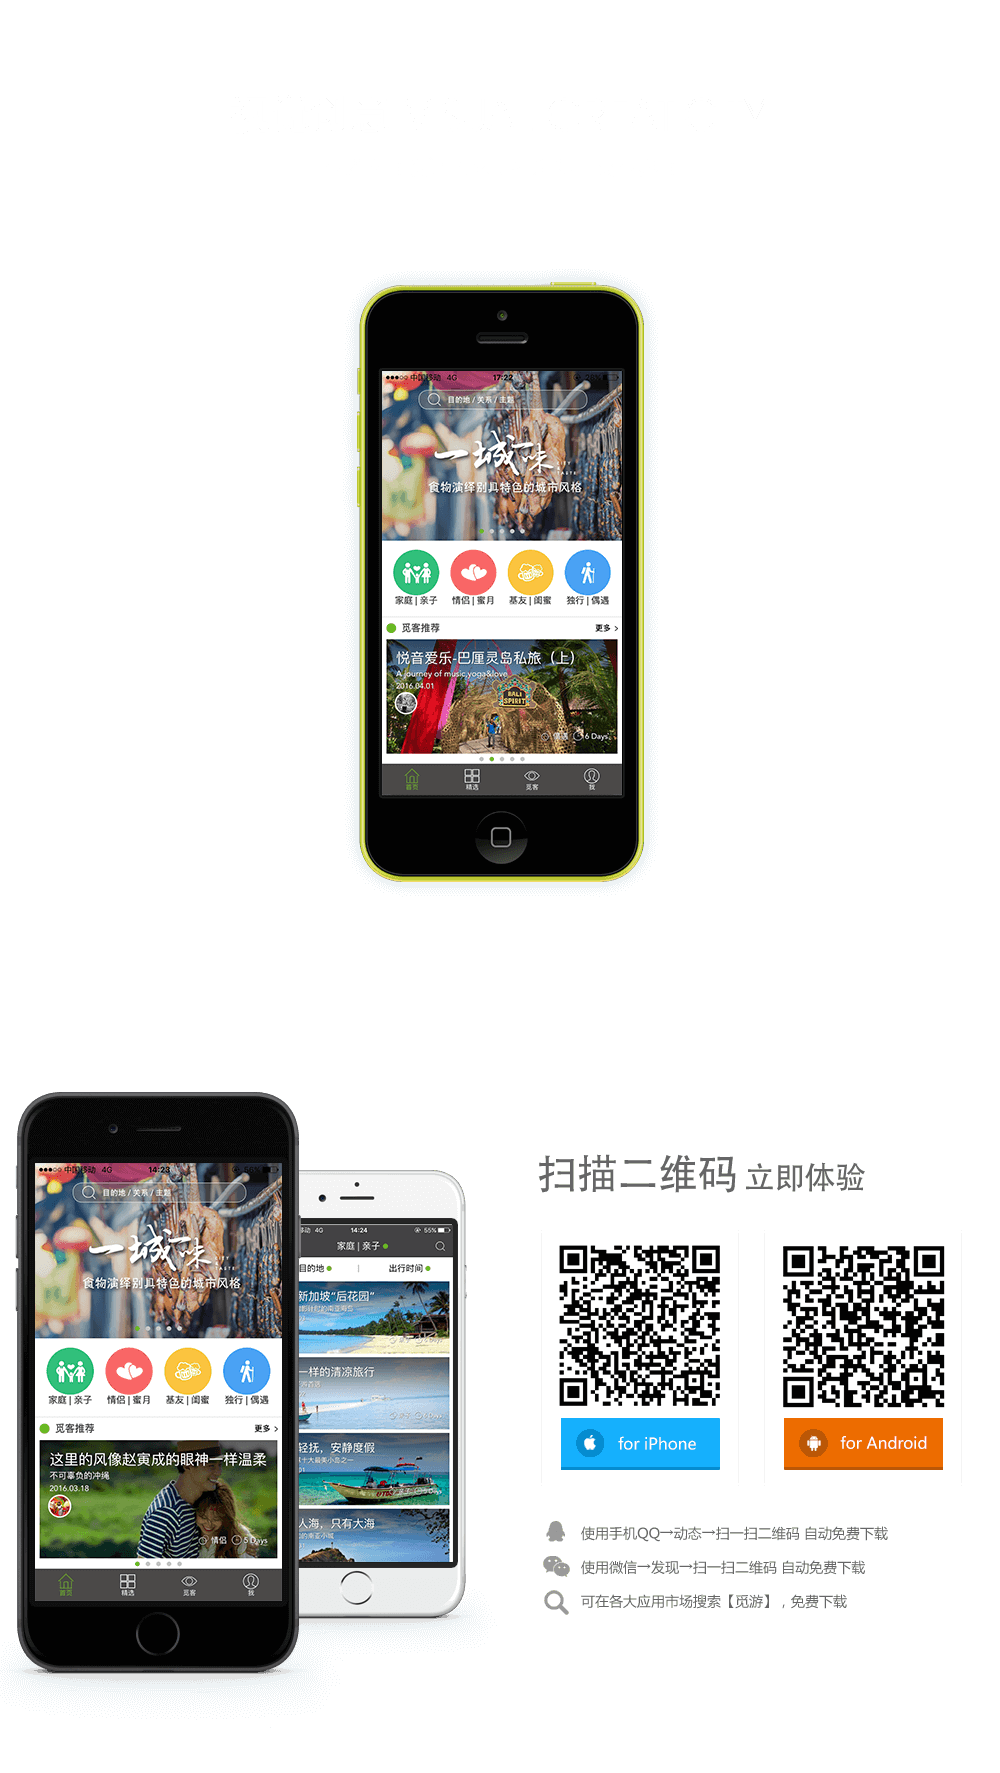 中国移动 4G 17:22
目的地 / 关系 / 主题
一城一味
CITY
TASTE
食物演绎别具特色的城市风格
家庭 | 亲子 情侣 | 蜜月 基友 | 闺蜜 独行 | 偶遇
觅客推荐 更多 >
悦音爱乐-巴厘灵岛私旅（上）
A journey of music,yoga&love
2016.04.01
BALI
SPIRIT
情侣 6 Days
首页 精选 觅客 我
中国移动 4G 14:23
目的地 / 关系 / 主题
一城一味
CITY
TASTE
食物演绎别具特色的城市风格
家庭 | 亲子 情侣 | 蜜月 基友 | 闺蜜 独行 | 偶遇
觅客推荐 更多 >
这里的风像赵寅成的眼神一样温柔
不可辜负的冲绳
2016.03.18
情侣 5 Days
首页 精选 觅客 我
移动 4G 14:24 55%
家庭 | 亲子
目的地 | 出行时间
新加坡“后花园”
一样的清凉旅行
轻抚，安静度假
十大最美小岛之一
人海，只有大海
扫描二维码 立即体验
for iPhone
for Android
使用手机QQ→动态→扫一扫二维码 自动免费下载
使用微信→发现→扫一扫二维码 自动免费下载
可在各大应用市场搜索【觅游】，免费下载